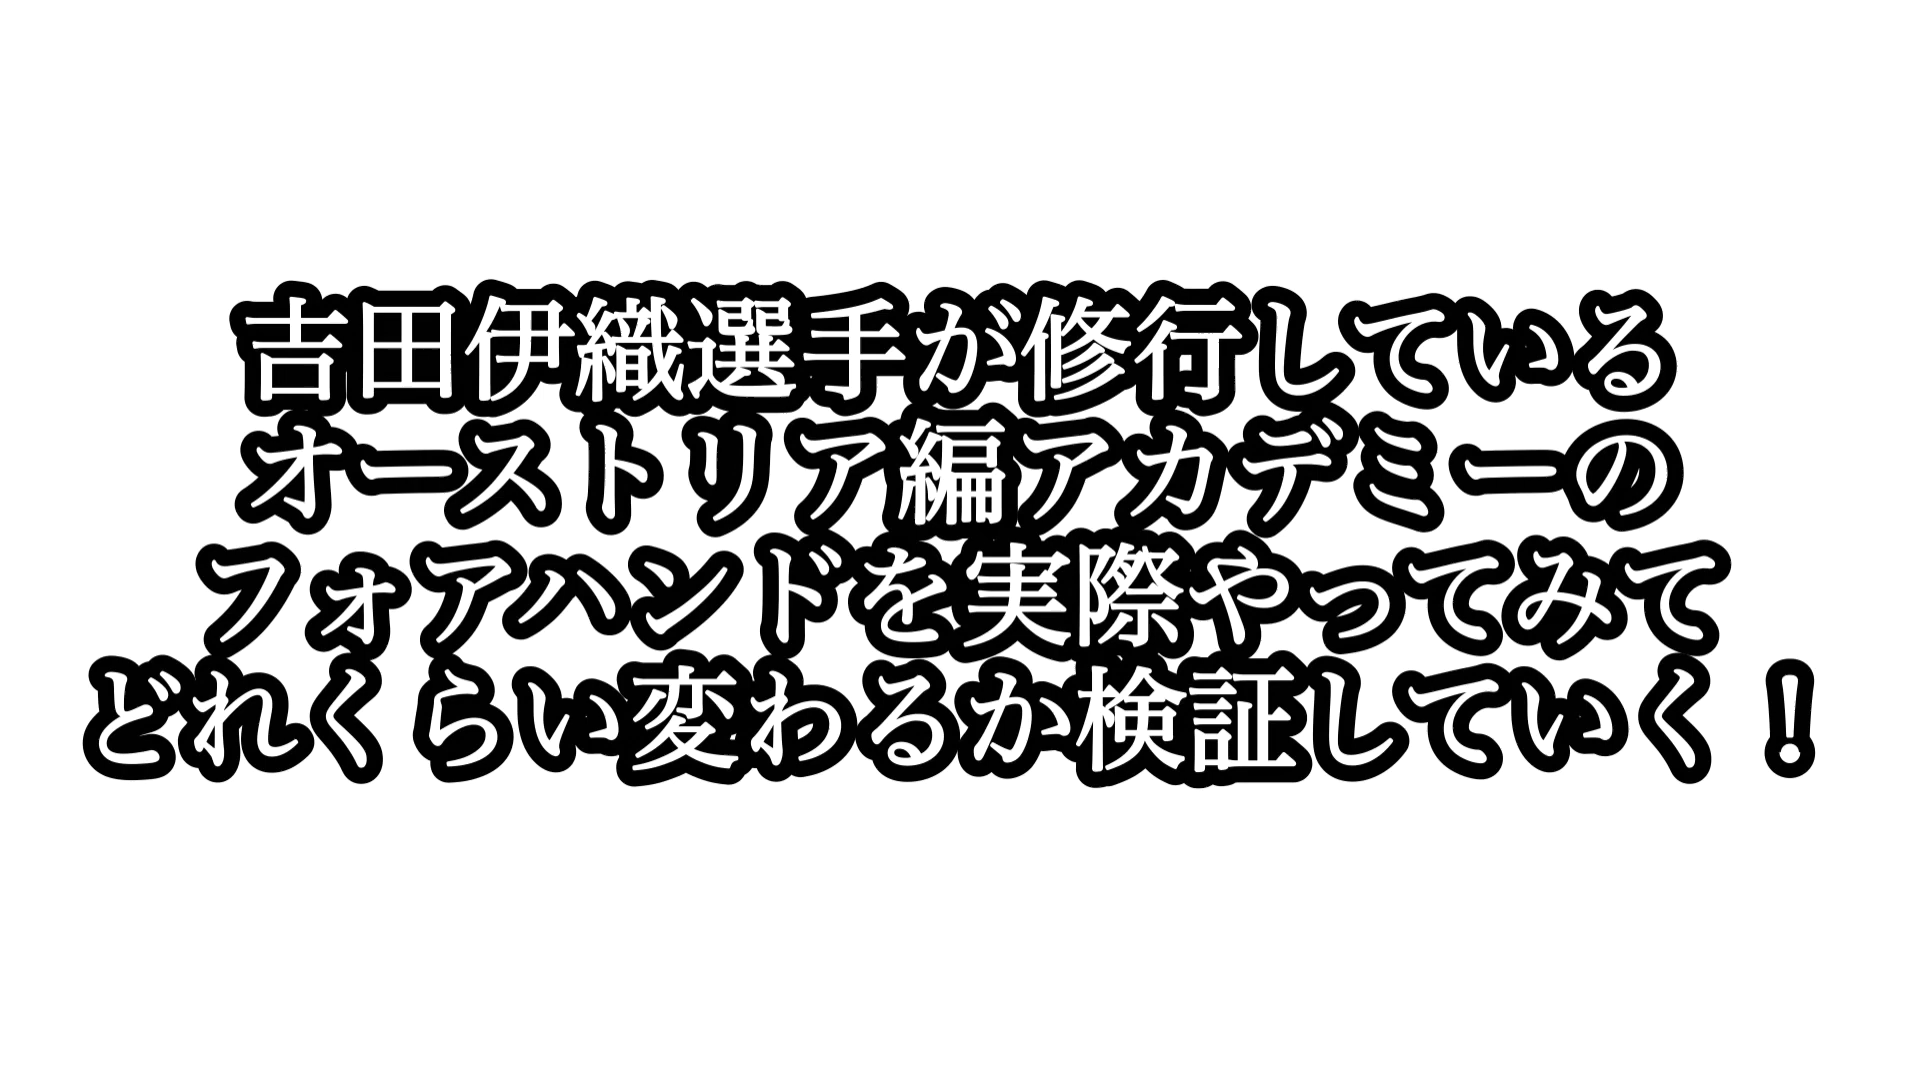 吉田伊織選手が修行している
オーストリア編アカデミーの
フォアハンドを実際やってみて
どれくらい変わるか検証していく！